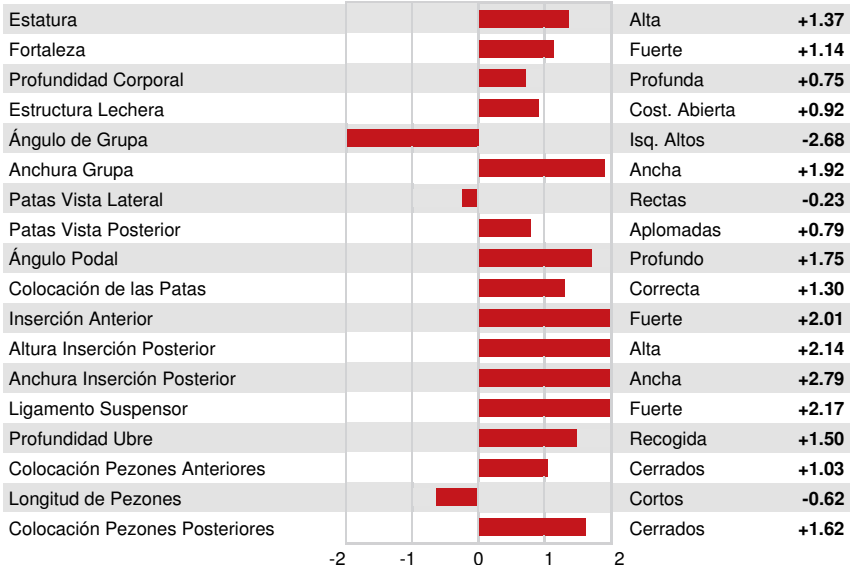 Estatura Alta +1.37
Fortaleza Fuerte +1.14
Profundidad Corporal Profunda +0.75
Estructura Lechera Cost. Abierta +0.92
Ángulo de Grupa Isq. Altos -2.68
Anchura Grupa Ancha +1.92
Patas Vista Lateral Rectas -0.23
Patas Vista Posterior Aplomadas +0.79
Ángulo Podal Profundo +1.75
Colocación de las Patas Correcta +1.30
Inserción Anterior Fuerte +2.01
Altura Inserción Posterior Alta +2.14
Anchura Inserción Posterior Ancha +2.79
Ligamento Suspensor Fuerte +2.17
Profundidad Ubre Recogida +1.50
Colocación Pezones Anteriores Cerrados +1.03
Longitud de Pezones Cortos -0.62
Colocación Pezones Posteriores Cerrados +1.62
-2 -1 0 1 2